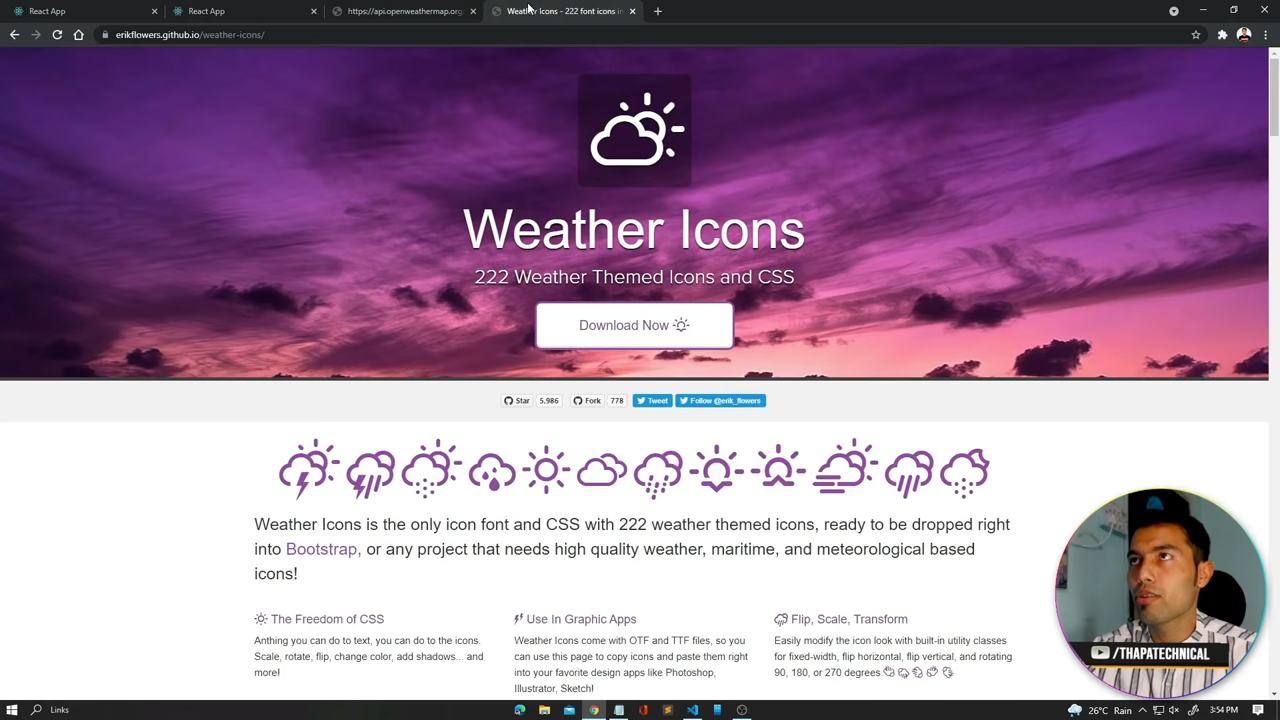 React App
React App
https://api.openweathermap.org
Weather Icons - 222 font icons in
erikflowers.github.io/weather-icons/
Weather Icons
222 Weather Themed Icons and CSS
Download Now
Star 5,986 Fork 778 Tweet Follow @erik_flowers
Weather Icons is the only icon font and CSS with 222 weather themed icons, ready to be dropped right
into Bootstrap, or any project that needs high quality weather, maritime, and meteorological based
icons!
The Freedom of CSS
Anthing you can do to text, you can do to the icons.
Scale, rotate, flip, change color, add shadows... and
more!
Use In Graphic Apps
Weather Icons come with OTF and TTF files, so you
can use this page to copy icons and paste them right
into your favorite design apps like Photoshop,
Illustrator, Sketch!
Flip, Scale, Transform
Easily modify the icon look with built-in utility classes
for fixed-width, flip horizontal, flip vertical, and rotating
90, 180, or 270 degrees.
/THAPATECHNICAL
Links
26°C Rain
3:54 PM